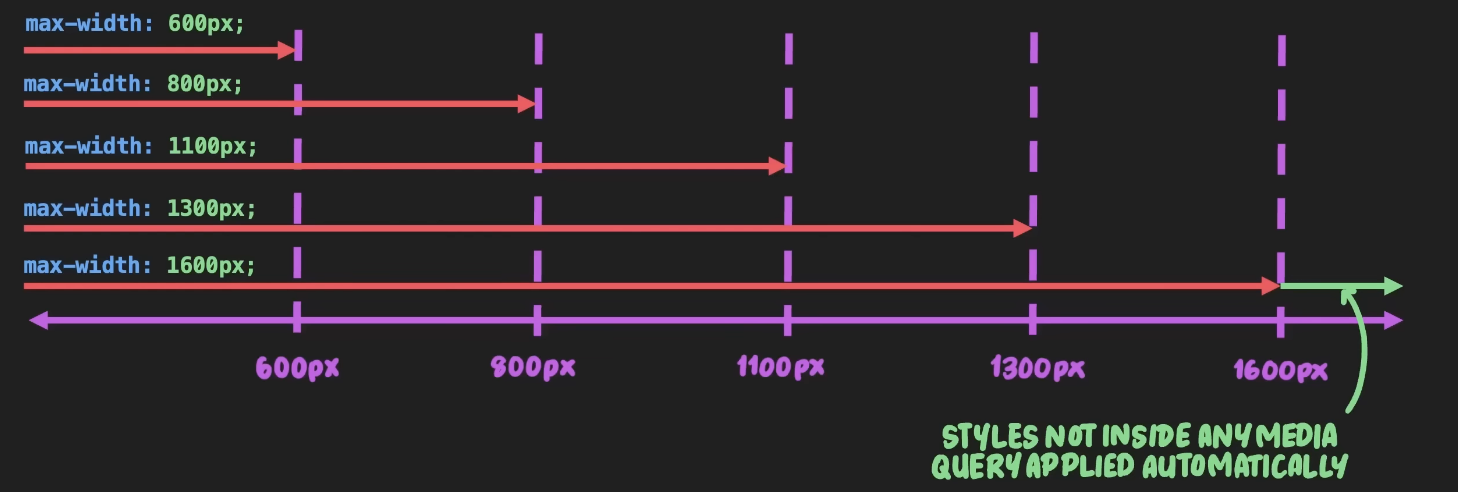 max-width: 600px;
max-width: 800px;
max-width: 1100px;
max-width: 1300px;
max-width: 1600px;
600px
800px
1100px
1300px
1600px
STYLES NOT INSIDE ANY MEDIA
QUERY APPLIED AUTOMATICALLY